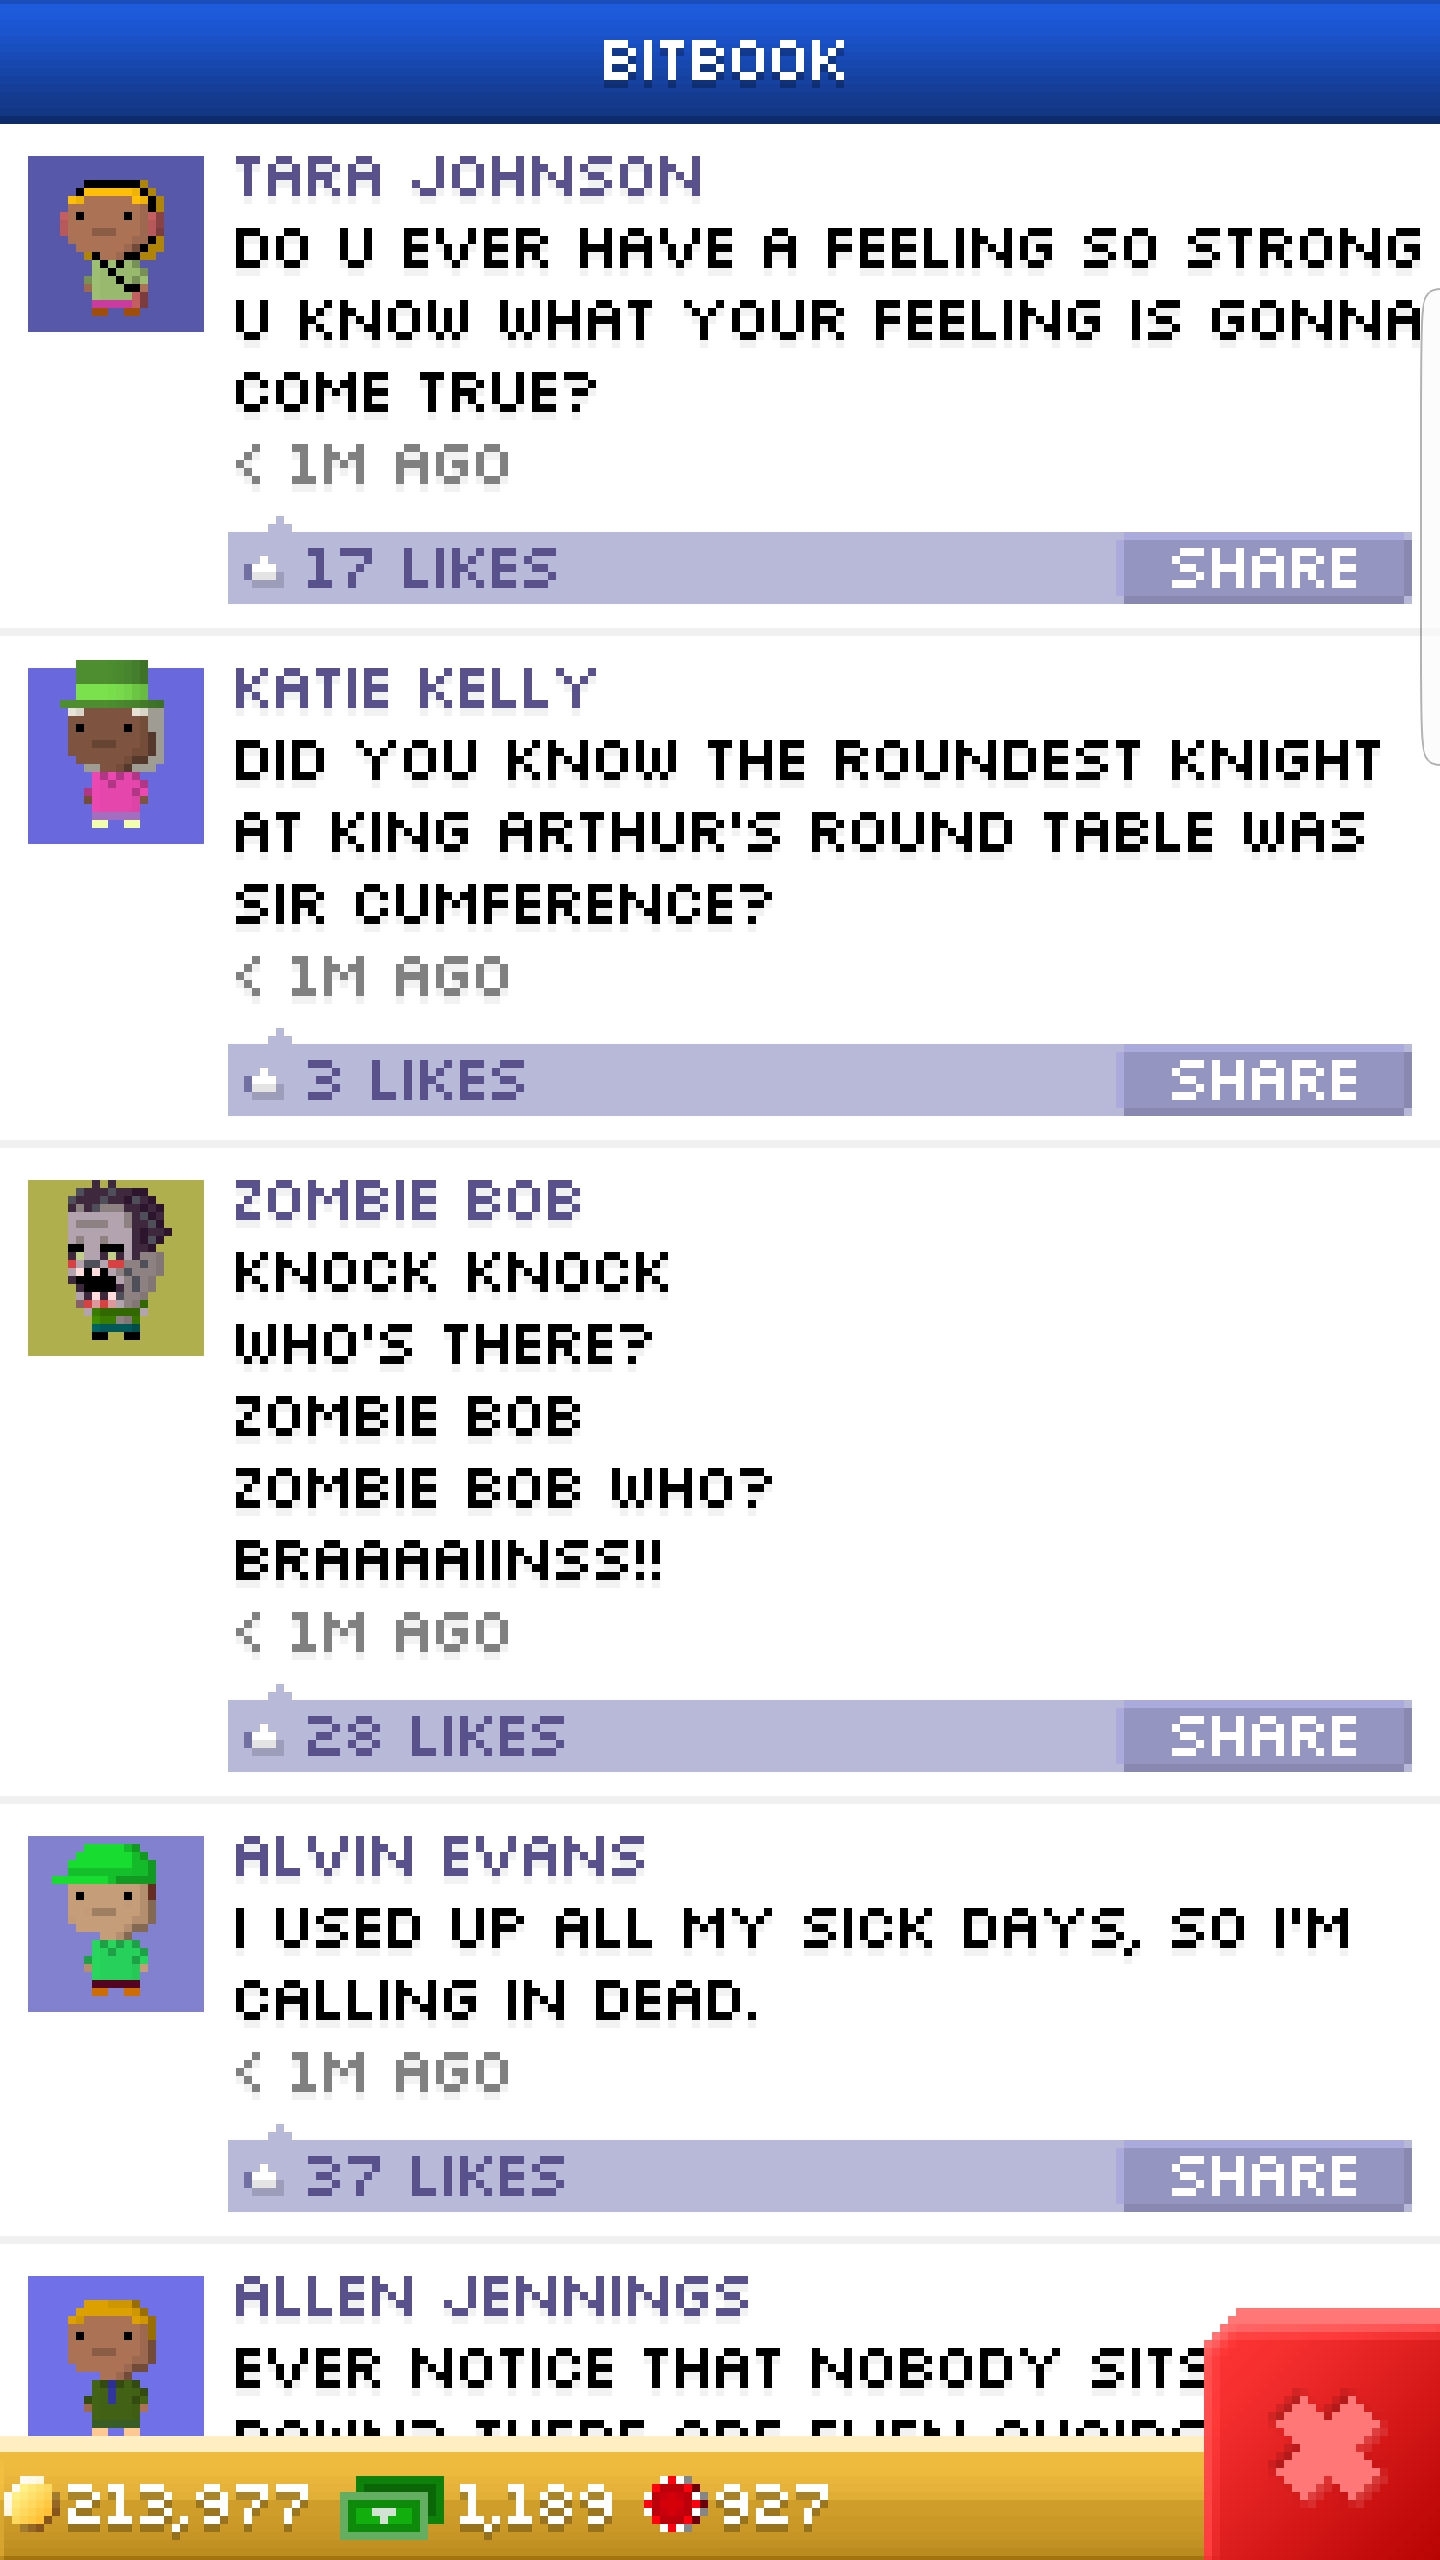 BITBOOK
TARA JOHNSON
DO U EVER HAVE A FEELING SO STRONG
U KNOW WHAT YOUR FEELING IS GONNA
COME TRUE?
< 1M AGO
17 LIKES SHARE
KATIE KELLY
DID YOU KNOW THE ROUNDEST KNIGHT
AT KING ARTHUR'S ROUND TABLE WAS
SIR CUMFERENCE?
< 1M AGO
3 LIKES SHARE
ZOMBIE BOB
KNOCK KNOCK
WHO'S THERE?
ZOMBIE BOB
ZOMBIE BOB WHO?
BRAAAAIINSS!!
< 1M AGO
28 LIKES SHARE
ALVIN EVANS
I USED UP ALL MY SICK DAYS, SO I'M
CALLING IN DEAD.
< 1M AGO
37 LIKES SHARE
ALLEN JENNINGS
EVER NOTICE THAT NOBODY SITS
THERE ARE
213,977 1,189 927